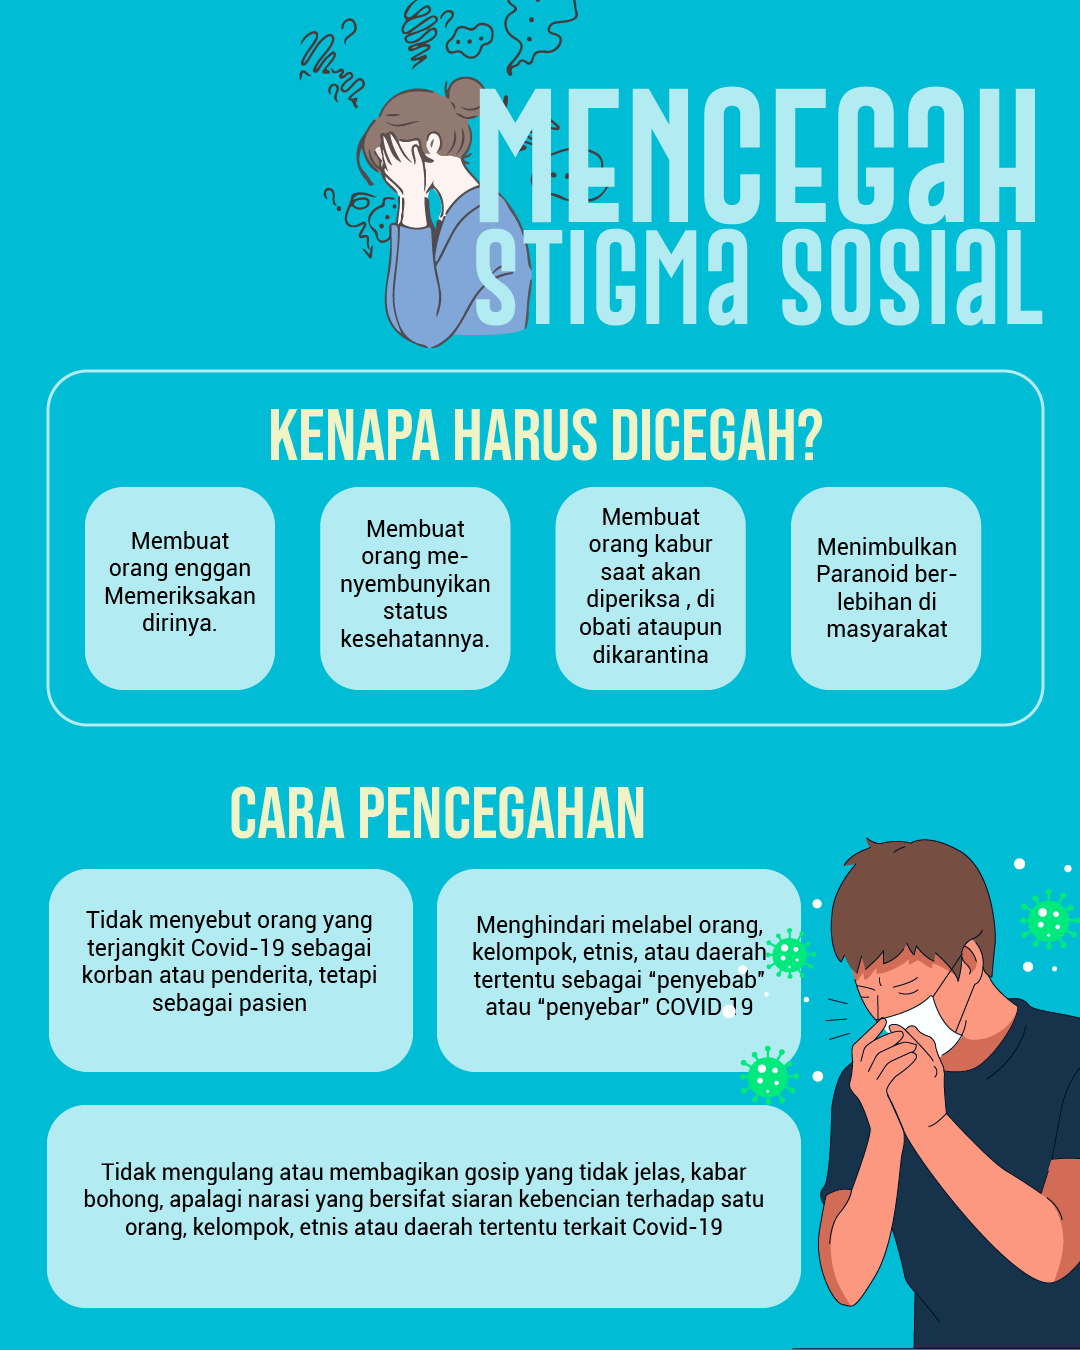 MENCEGAH
STIGMA SOSIAL
KENAPA HARUS DICEGAH?
Membuat
orang enggan
Memeriksakan
dirinya.
Membuat
orang me-
nyembunyikan
status
kesehatannya.
Membuat
orang kabur
saat akan
diperiksa , di
obati ataupun
dikarantina
Menimbulkan
Paranoid ber-
lebihan di
masyarakat
CARA PENCEGAHAN
Tidak menyebut orang yang
terjangkit Covid-19 sebagai
korban atau penderita, tetapi
sebagai pasien
Menghindari melabel orang,
kelompok, etnis, atau daerah
tertentu sebagai “penyebab”
atau “penyebar” COVID-19
Tidak mengulang atau membagikan gosip yang tidak jelas, kabar
bohong, apalagi narasi yang bersifat siaran kebencian terhadap satu
orang, kelompok, etnis atau daerah tertentu terkait Covid-19